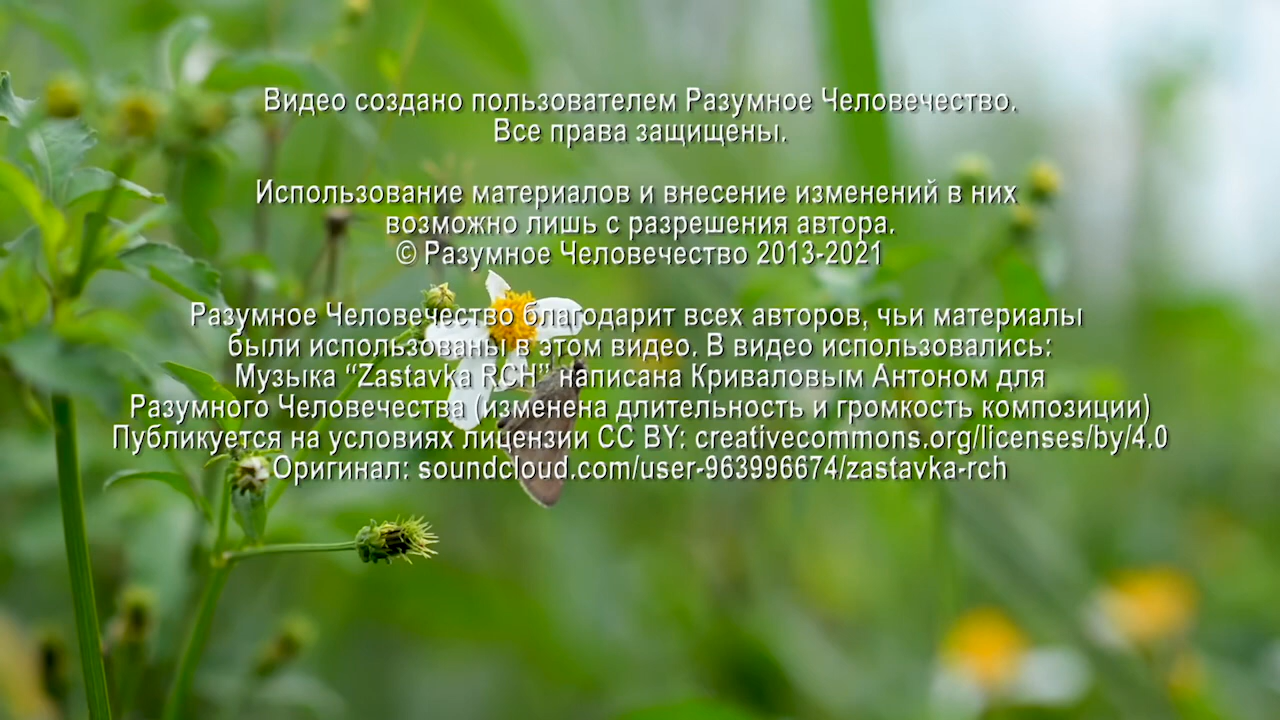 Видео создано пользователем Разумное Человечество.
Все права защищены.
Использование материалов и внесение изменений в них
возможно лишь с разрешения автора.
© Разумное Человечество 2013-2021
Разумное Человечество благодарит всех авторов, чьи материалы
были использованы в этом видео. В видео использовались:
Музыка “Zastavka RCH” написана Криваловым Антоном для
Разумного Человечества (изменена длительность и громкость композиции)
Публикуется на условиях лицензии CC BY: creativecommons.org/licenses/by/4.0
Оригинал: soundcloud.com/user-963996674/zastavka-rch